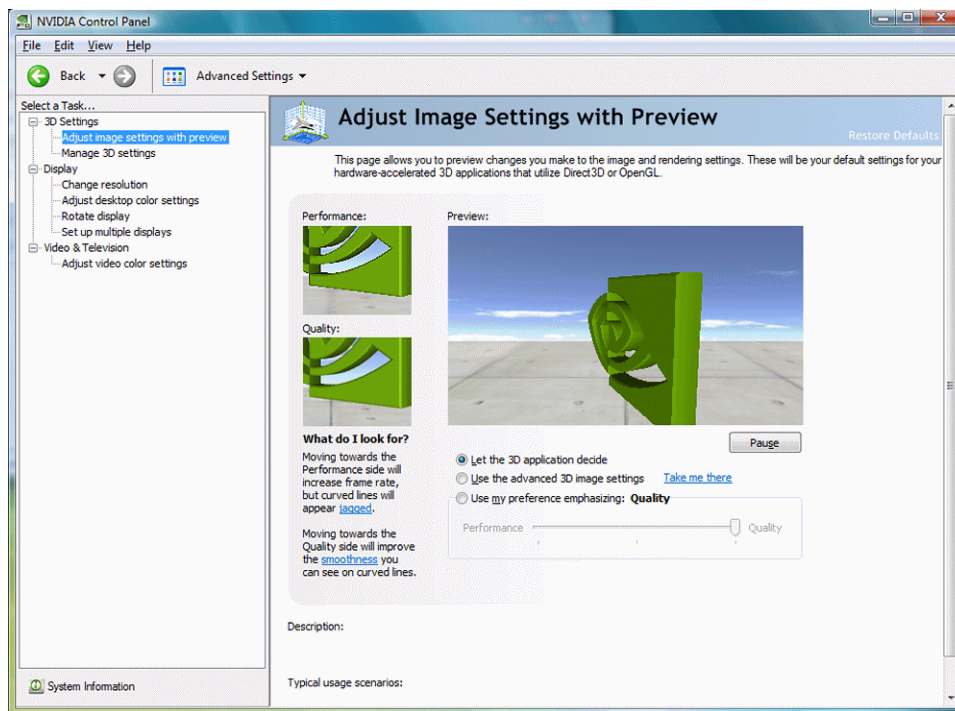 NVIDIA Control Panel
File Edit View Help
Back Advanced Settings
Select a Task...
3D Settings
Adjust image settings with preview
Manage 3D settings
Display
Change resolution
Adjust desktop color settings
Rotate display
Set up multiple displays
Video & Television
Adjust video color settings
System Information
Adjust Image Settings with Preview
Restore Defaults
This page allows you to preview changes you make to the image and rendering settings. These will be your default settings for your
hardware-accelerated 3D applications that utilize Direct3D or OpenGL.
Performance:
Quality:
What do I look for?
Moving towards the
Performance side will
increase frame rate,
but curved lines will
appear jagged.
Moving towards the
Quality side will improve
the smoothness you
can see on curved lines.
Preview:
Pause
Let the 3D application decide
Use the advanced 3D image settings Take me there
Use my preference emphasizing: Quality
Performance Quality
Description:
Typical usage scenarios: